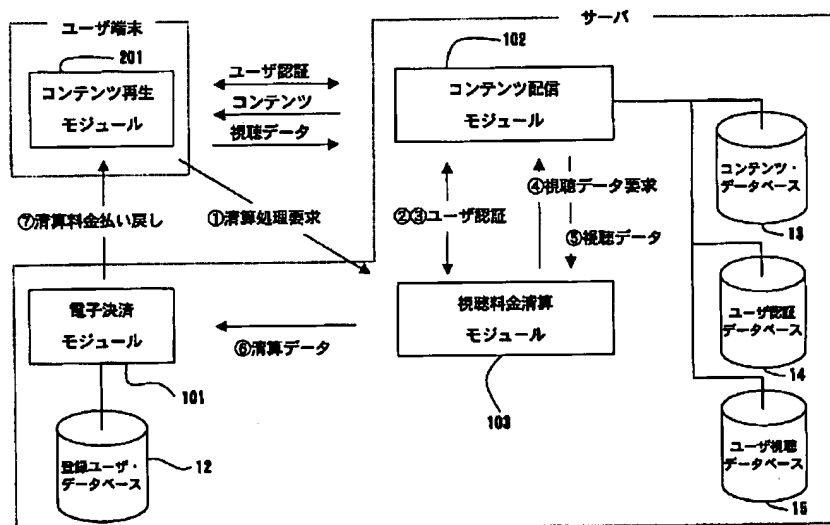 ユーザ端末
サーバ
201
102
コンテンツ再生
モジュール
ユーザ認証
コンテンツ
視聴データ
コンテンツ配信
モジュール
⑦清算料金払い戻し
①清算処理要求
②③ユーザ認証
④視聴データ要求
⑤視聴データ
コンテンツ・
データベース
13
電子決済
モジュール
101
⑥清算データ
視聴料金清算
モジュール
103
ユーザ認証
データベース
14
登録ユーザ・
データベース
12
ユーザ視聴
データベース
15